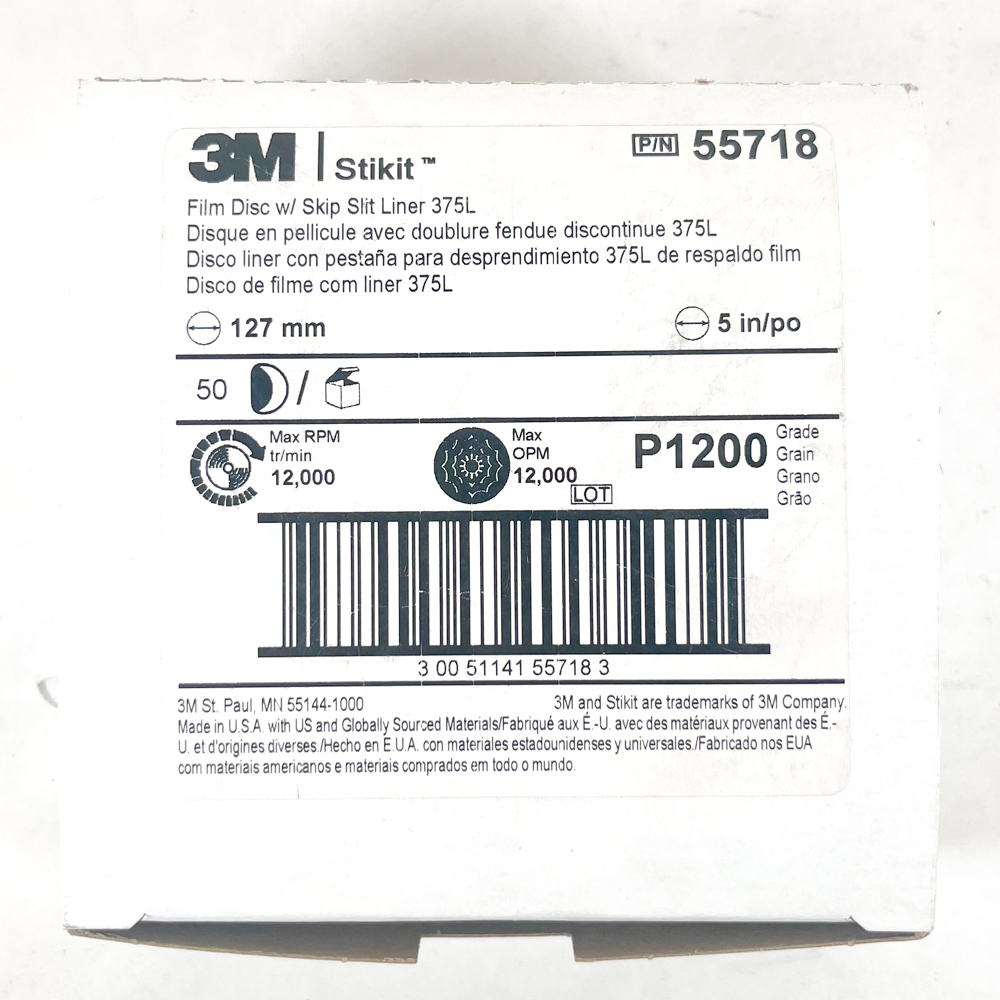 3M | Stikit™
P/N 55718
Film Disc w/ Skip Slit Liner 375L
Disque en pellicule avec doublure fendue discontinue 375L
Disco liner con pestaña para desprendimiento 375L de respaldo film
Disco de filme com liner 375L
127 mm
5 in/po
50 /
Max RPM
tr/min
12,000
Max
OPM
12,000
P1200
Grade
Grain
Grano
Grão
LOT
3 00 51141 55718 3
3M St. Paul, MN 55144-1000
3M and Stikit are trademarks of 3M Company.
Made in U.S.A. with US and Globally Sourced Materials/Fabriqué aux É.-U. avec des matériaux provenant des É.-
U. et d'origines diverses./Hecho en E.U.A. con materiales estadounidenses y universales./Fabricado nos EUA
com materiais americanos e materiais comprados em todo o mundo.